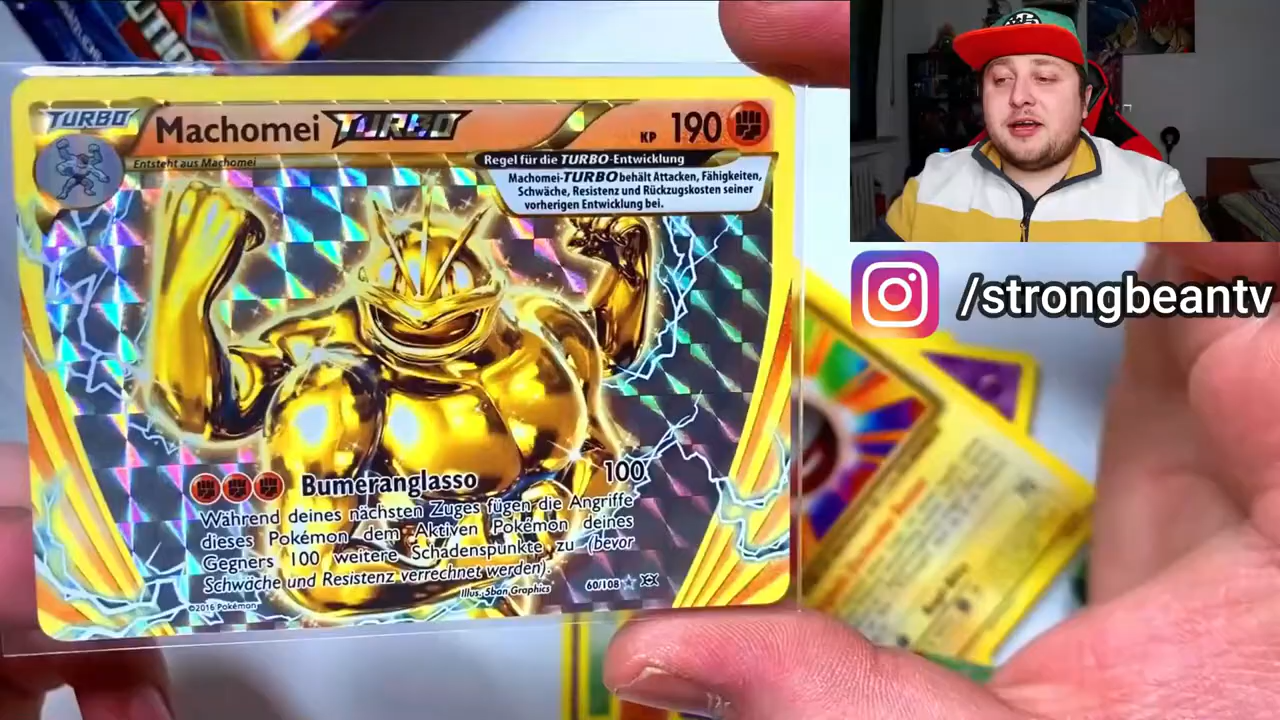 UTION
TURBO
Machomei TURBO
KP 190
Entsteht aus Machomei
Regel für die TURBO-Entwicklung
Machomei-TURBO behält Attacken, Fähigkeiten,
Schwäche, Resistenz und Rückzugskosten seiner
vorherigen Entwicklung bei.
/strongbeantv
Bumeranglasso 100
Während deines nächsten Zuges fügen die Angriffe
dieses Pokémon dem Aktiven Pokémon deines
Gegners 100 weitere Schadenspunkte zu (bevor
Schwäche und Resistenz verrechnet werden).
Illus. 5ban Graphics
60/108
©2016 Pokémon